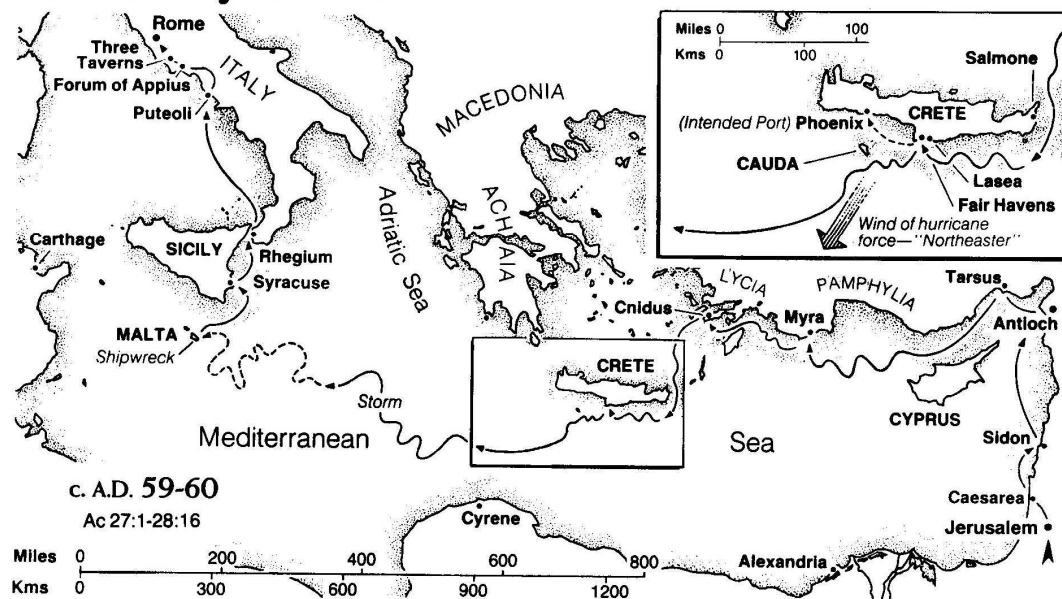 Rome
Three
Taverns
Forum of Appius
Puteoli
ITALY
MACEDONIA
Adriatic Sea
ACHAIA
Carthage
SICILY
Rhegium
Syracuse
MALTA
Shipwreck
Storm
Mediterranean
Sea
CRETE
Cnidus
LYCIA
Myra
PAMPHYLIA
Tarsus
Antioch
CYPRUS
Sidon
Caesarea
Jerusalem
Cyrene
Alexandria
Miles 0 100
Kms 0 100
Salmone
CRETE
(Intended Port) Phoenix
CAUDA
Lasea
Fair Havens
Wind of hurricane
force—"Northeaster"
c. A.D. 59-60
Ac 27:1-28:16
Miles 0 200 400 600 800
Kms 0 300 600 900 1200